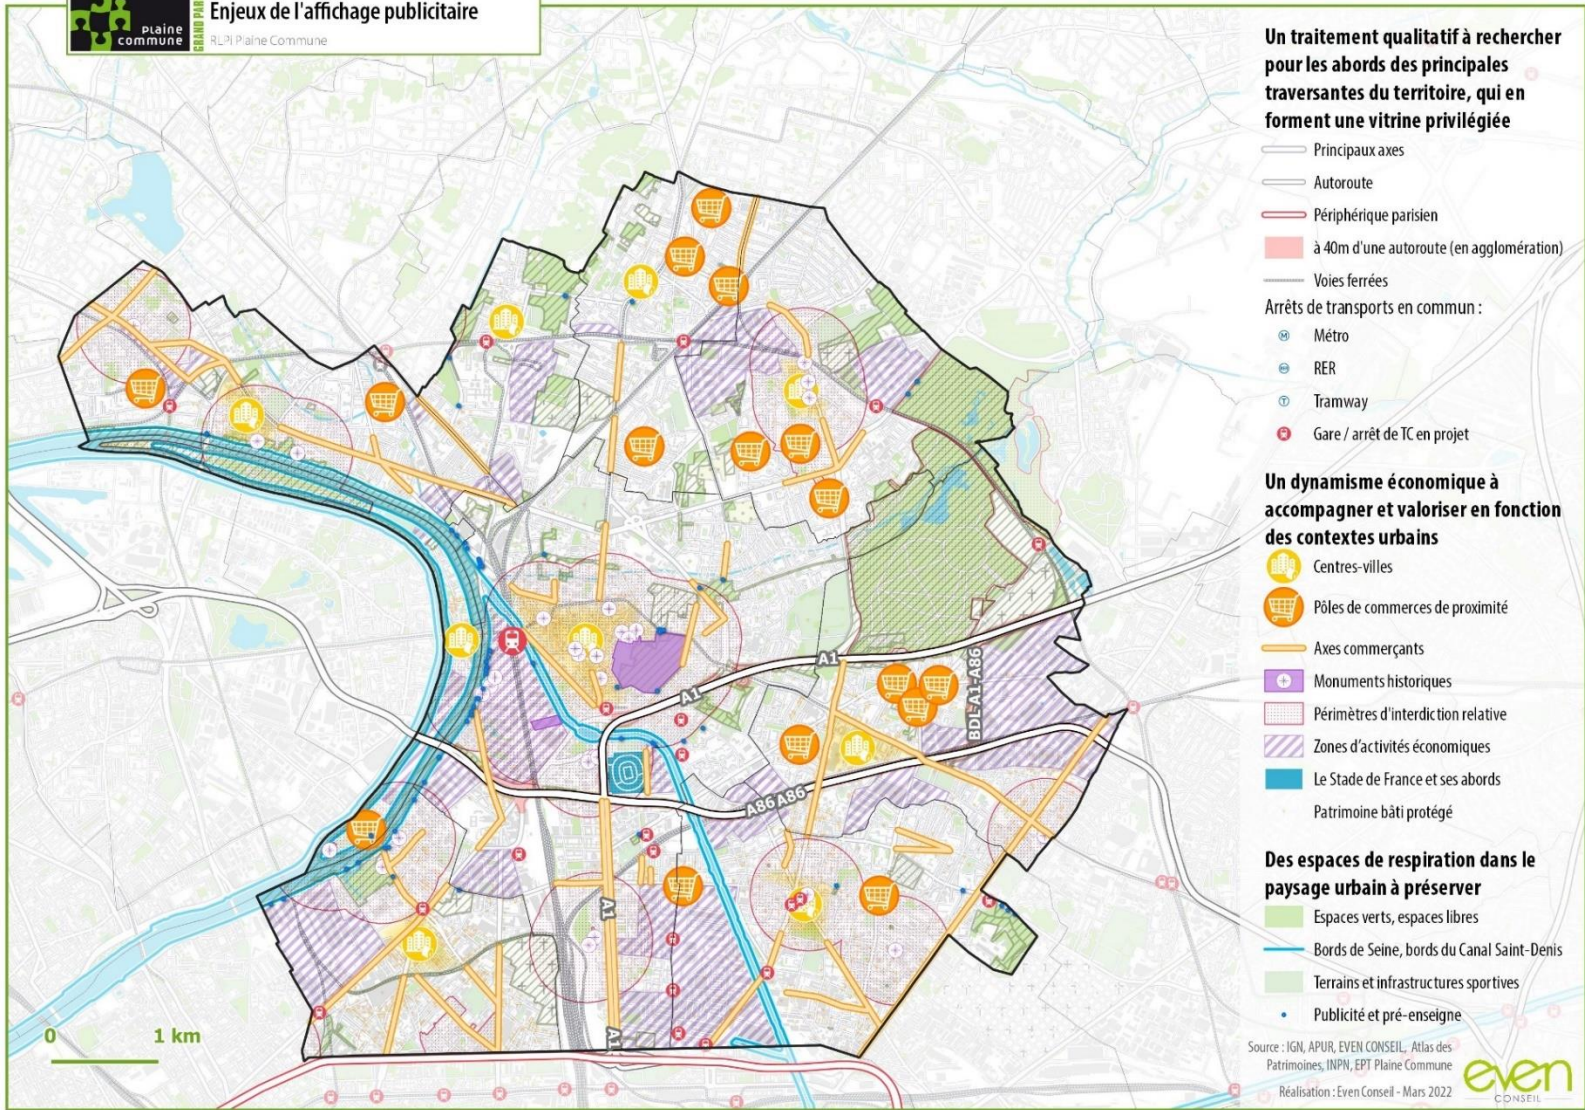 plaine
commune
GRAND PARIS
Enjeux de l'affichage publicitaire
RLPi Plaine Commune
A1
A1
BDL-A1-A86
A86 A86
A1
A1
0
1 km
Un traitement qualitatif à rechercher
pour les abords des principales
traversantes du territoire, qui en
forment une vitrine privilégiée
Principaux axes
Autoroute
Périphérique parisien
à 40m d'une autoroute (en agglomération)
Voies ferrées
Arrêts de transports en commun :
M Métro
RER
T Tramway
Gare / arrêt de TC en projet
Un dynamisme économique à
accompagner et valoriser en fonction
des contextes urbains
Centres-villes
Pôles de commerces de proximité
Axes commerçants
Monuments historiques
Périmètres d'interdiction relative
Zones d'activités économiques
Le Stade de France et ses abords
Patrimoine bâti protégé
Des espaces de respiration dans le
paysage urbain à préserver
Espaces verts, espaces libres
Bords de Seine, bords du Canal Saint-Denis
Terrains et infrastructures sportives
Publicité et pré-enseigne
Source : IGN, APUR, EVEN CONSEIL, Atlas des
Patrimoines, INPN, EPT Plaine Commune
Réalisation : Even Conseil - Mars 2022
even
CONSEIL